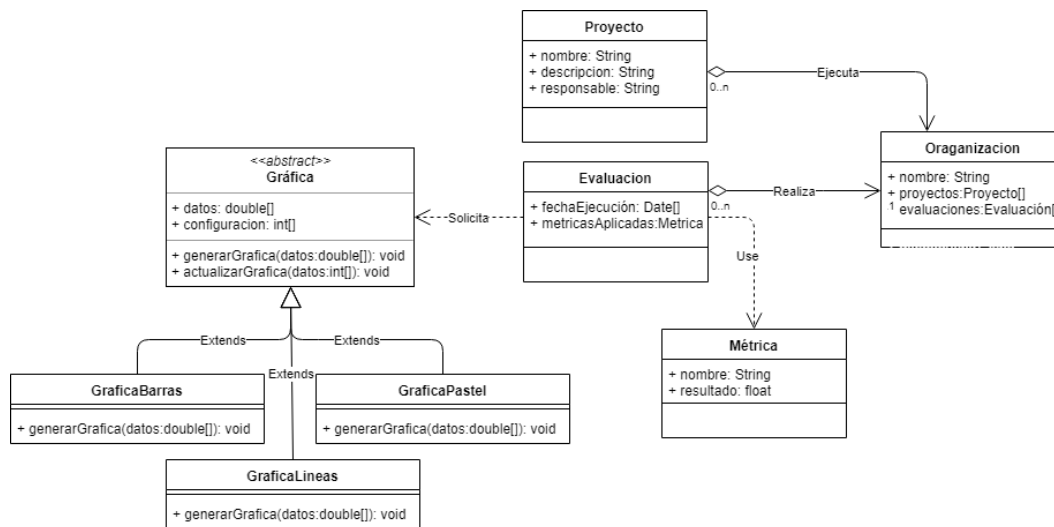 Proyecto
+ nombre: String
+ descripcion: String
+ responsable: String
0..n
Ejecuta
Oraganizacion
+ nombre: String
+ proyectos:Proyecto[]
1 evaluaciones:Evaluación[
<<abstract>>
Gráfica
+ datos: double[]
+ configuracion: int[]
+ generarGrafica(datos:double[]): void
+ actualizarGrafica(datos:int[]): void
Solicita
Evaluacion
+ fechaEjecución: Date[]
+ metricasAplicadas:Metrica
0..n
Realiza
Use
Métrica
+ nombre: String
+ resultado: float
Extends
Extends
Extends
GraficaBarras
+ generarGrafica(datos:double[]): void
GraficaPastel
+ generarGrafica(datos:double[]): void
GraficaLineas
+ generarGrafica(datos:double[]): void